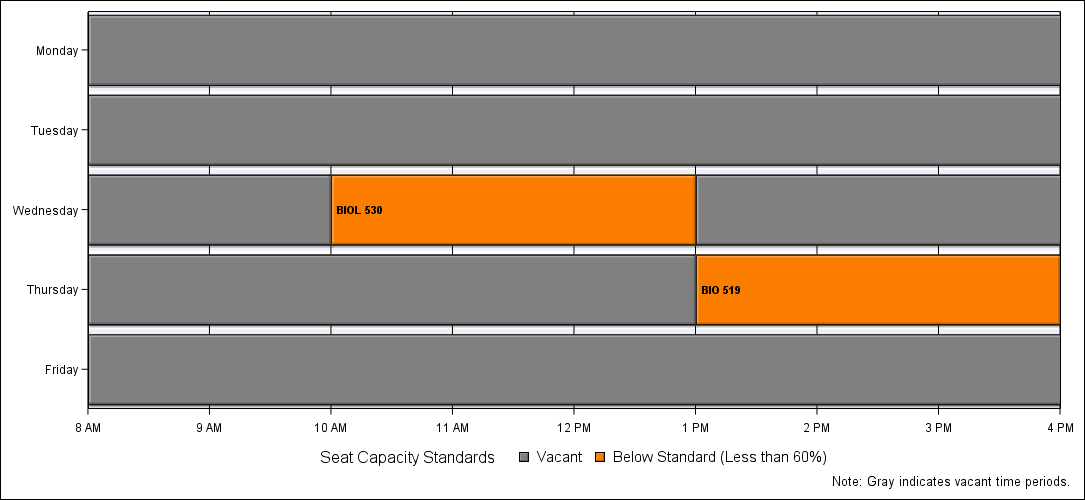 Monday
Tuesday
Wednesday
BIOL 530
Thursday
BIO 519
Friday
8 AM 9 AM 10 AM 11 AM 12 PM 1 PM 2 PM 3 PM 4 PM
Seat Capacity Standards Vacant Below Standard (Less than 60%)
Note: Gray indicates vacant time periods.